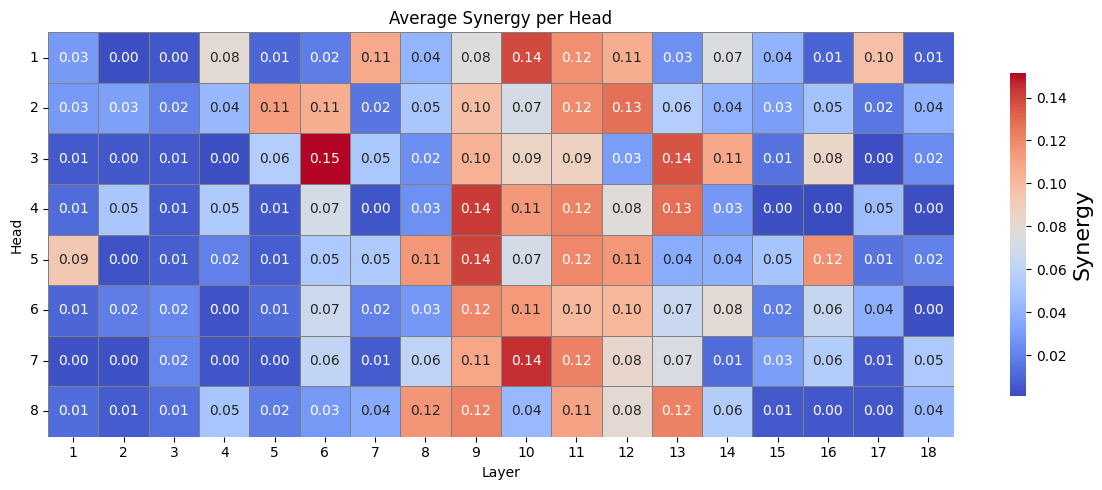 Average Synergy per Head
1 0.03 0.00 0.00 0.08 0.01 0.02 0.11 0.04 0.08 0.14 0.12 0.11 0.03 0.07 0.04 0.01 0.10 0.01
2 0.03 0.03 0.02 0.04 0.11 0.11 0.02 0.05 0.10 0.07 0.12 0.13 0.06 0.04 0.03 0.05 0.02 0.04
3 0.01 0.00 0.01 0.00 0.06 0.15 0.05 0.02 0.10 0.09 0.09 0.03 0.14 0.11 0.01 0.08 0.00 0.02
4 0.01 0.05 0.01 0.05 0.01 0.07 0.00 0.03 0.14 0.11 0.12 0.08 0.13 0.03 0.00 0.00 0.05 0.00
5 0.09 0.00 0.01 0.02 0.01 0.05 0.05 0.11 0.14 0.07 0.12 0.11 0.04 0.04 0.05 0.12 0.01 0.02
6 0.01 0.02 0.02 0.00 0.01 0.07 0.02 0.03 0.12 0.11 0.10 0.10 0.07 0.08 0.02 0.06 0.04 0.00
7 0.00 0.00 0.02 0.00 0.00 0.06 0.01 0.06 0.11 0.14 0.12 0.08 0.07 0.01 0.03 0.06 0.01 0.05
8 0.01 0.01 0.01 0.05 0.02 0.03 0.04 0.12 0.12 0.04 0.11 0.08 0.12 0.06 0.01 0.00 0.00 0.04
Head
1 2 3 4 5 6 7 8 9 10 11 12 13 14 15 16 17 18
Layer
0.14
0.12
0.10
0.08
0.06
0.04
0.02
Synergy